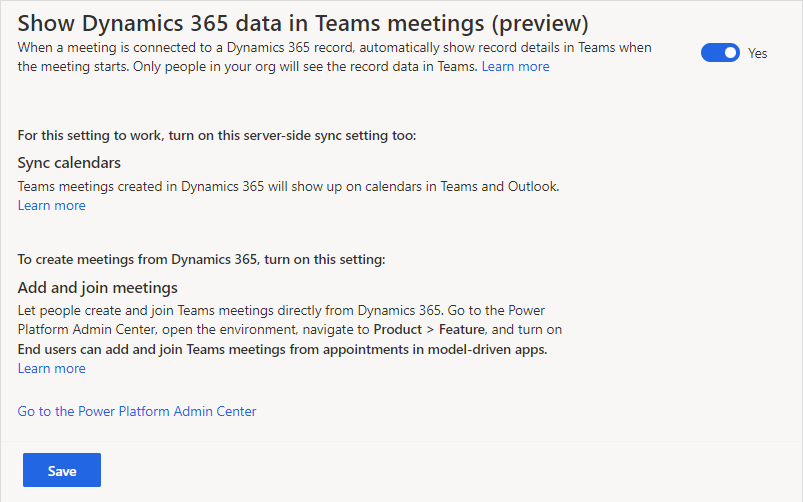 Show Dynamics 365 data in Teams meetings (preview)
When a meeting is connected to a Dynamics 365 record, automatically show record details in Teams when
the meeting starts. Only people in your org will see the record data in Teams. Learn more
Yes
For this setting to work, turn on this server-side sync setting too:
Sync calendars
Teams meetings created in Dynamics 365 will show up on calendars in Teams and Outlook.
Learn more
To create meetings from Dynamics 365, turn on this setting:
Add and join meetings
Let people create and join Teams meetings directly from Dynamics 365. Go to the Power
Platform Admin Center, open the environment, navigate to Product > Feature, and turn on
End users can add and join Teams meetings from appointments in model-driven apps.
Learn more
Go to the Power Platform Admin Center
Save